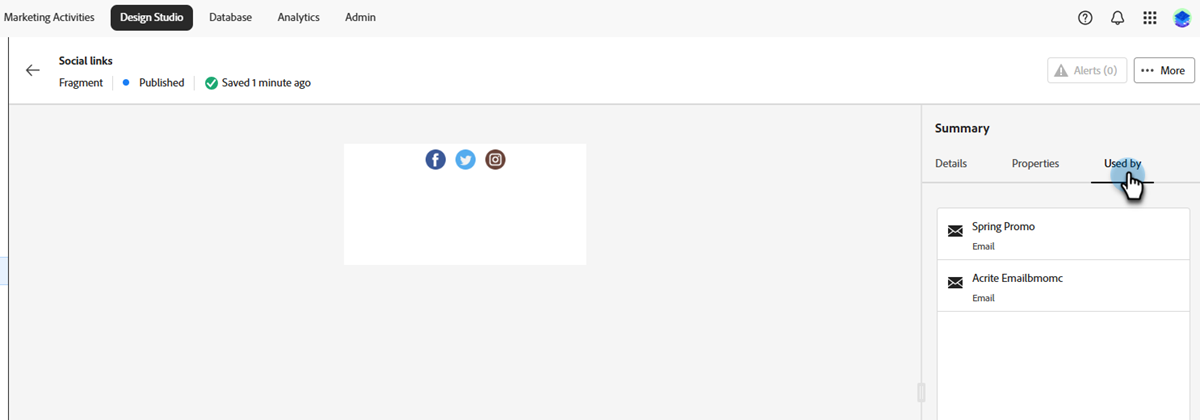 Marketing Activities Design Studio Database Analytics Admin
Social links
Fragment Published Saved 1 minute ago
Alerts (0) More
Summary
Details Properties Used by
Spring Promo
Email
Acrite Emailbmomc
Email